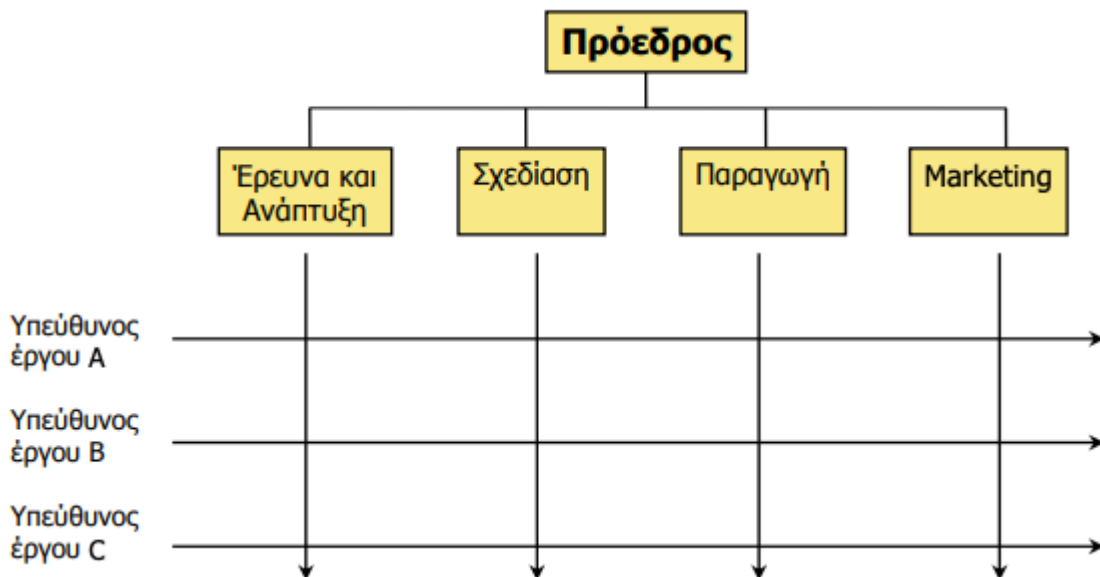 Πρόεδρος
Έρευνα και
Ανάπτυξη
Σχεδίαση
Παραγωγή
Marketing
Υπεύθυνος
έργου A
Υπεύθυνος
έργου B
Υπεύθυνος
έργου C